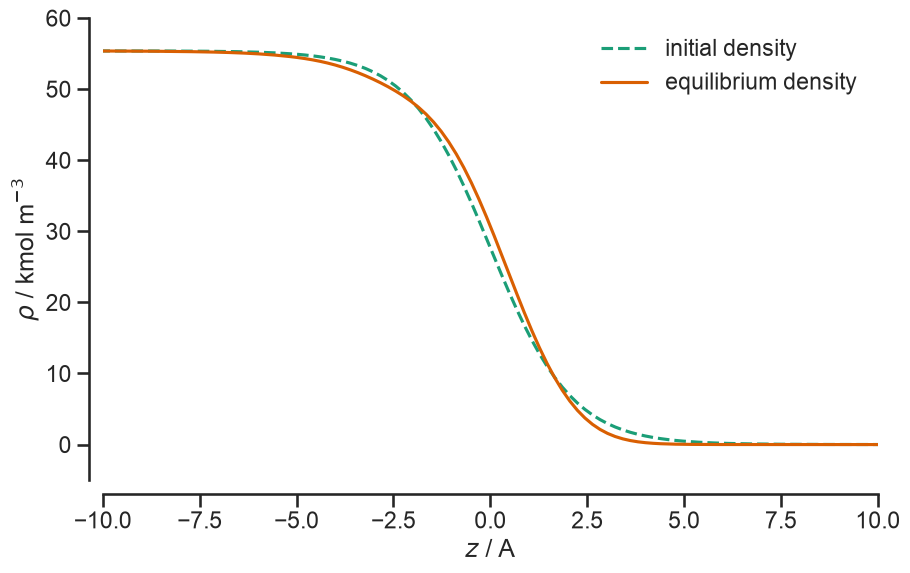 60
50
40
30
20
10
0
ρ / kmol m⁻³
initial density
equilibrium density
−10.0 −7.5 −5.0 −2.5 0.0 2.5 5.0 7.5 10.0
z / A